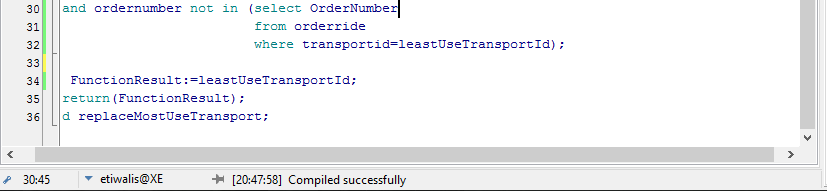 30 and ordernumber not in (select OrderNumber
31 from orderride
32 where transportid=leastUseTransportId);
33
34 FunctionResult:=leastUseTransportId;
35 return(FunctionResult);
36 d replaceMostUseTransport;
30:45 etiwalis@XE [20:47:58] Compiled successfully